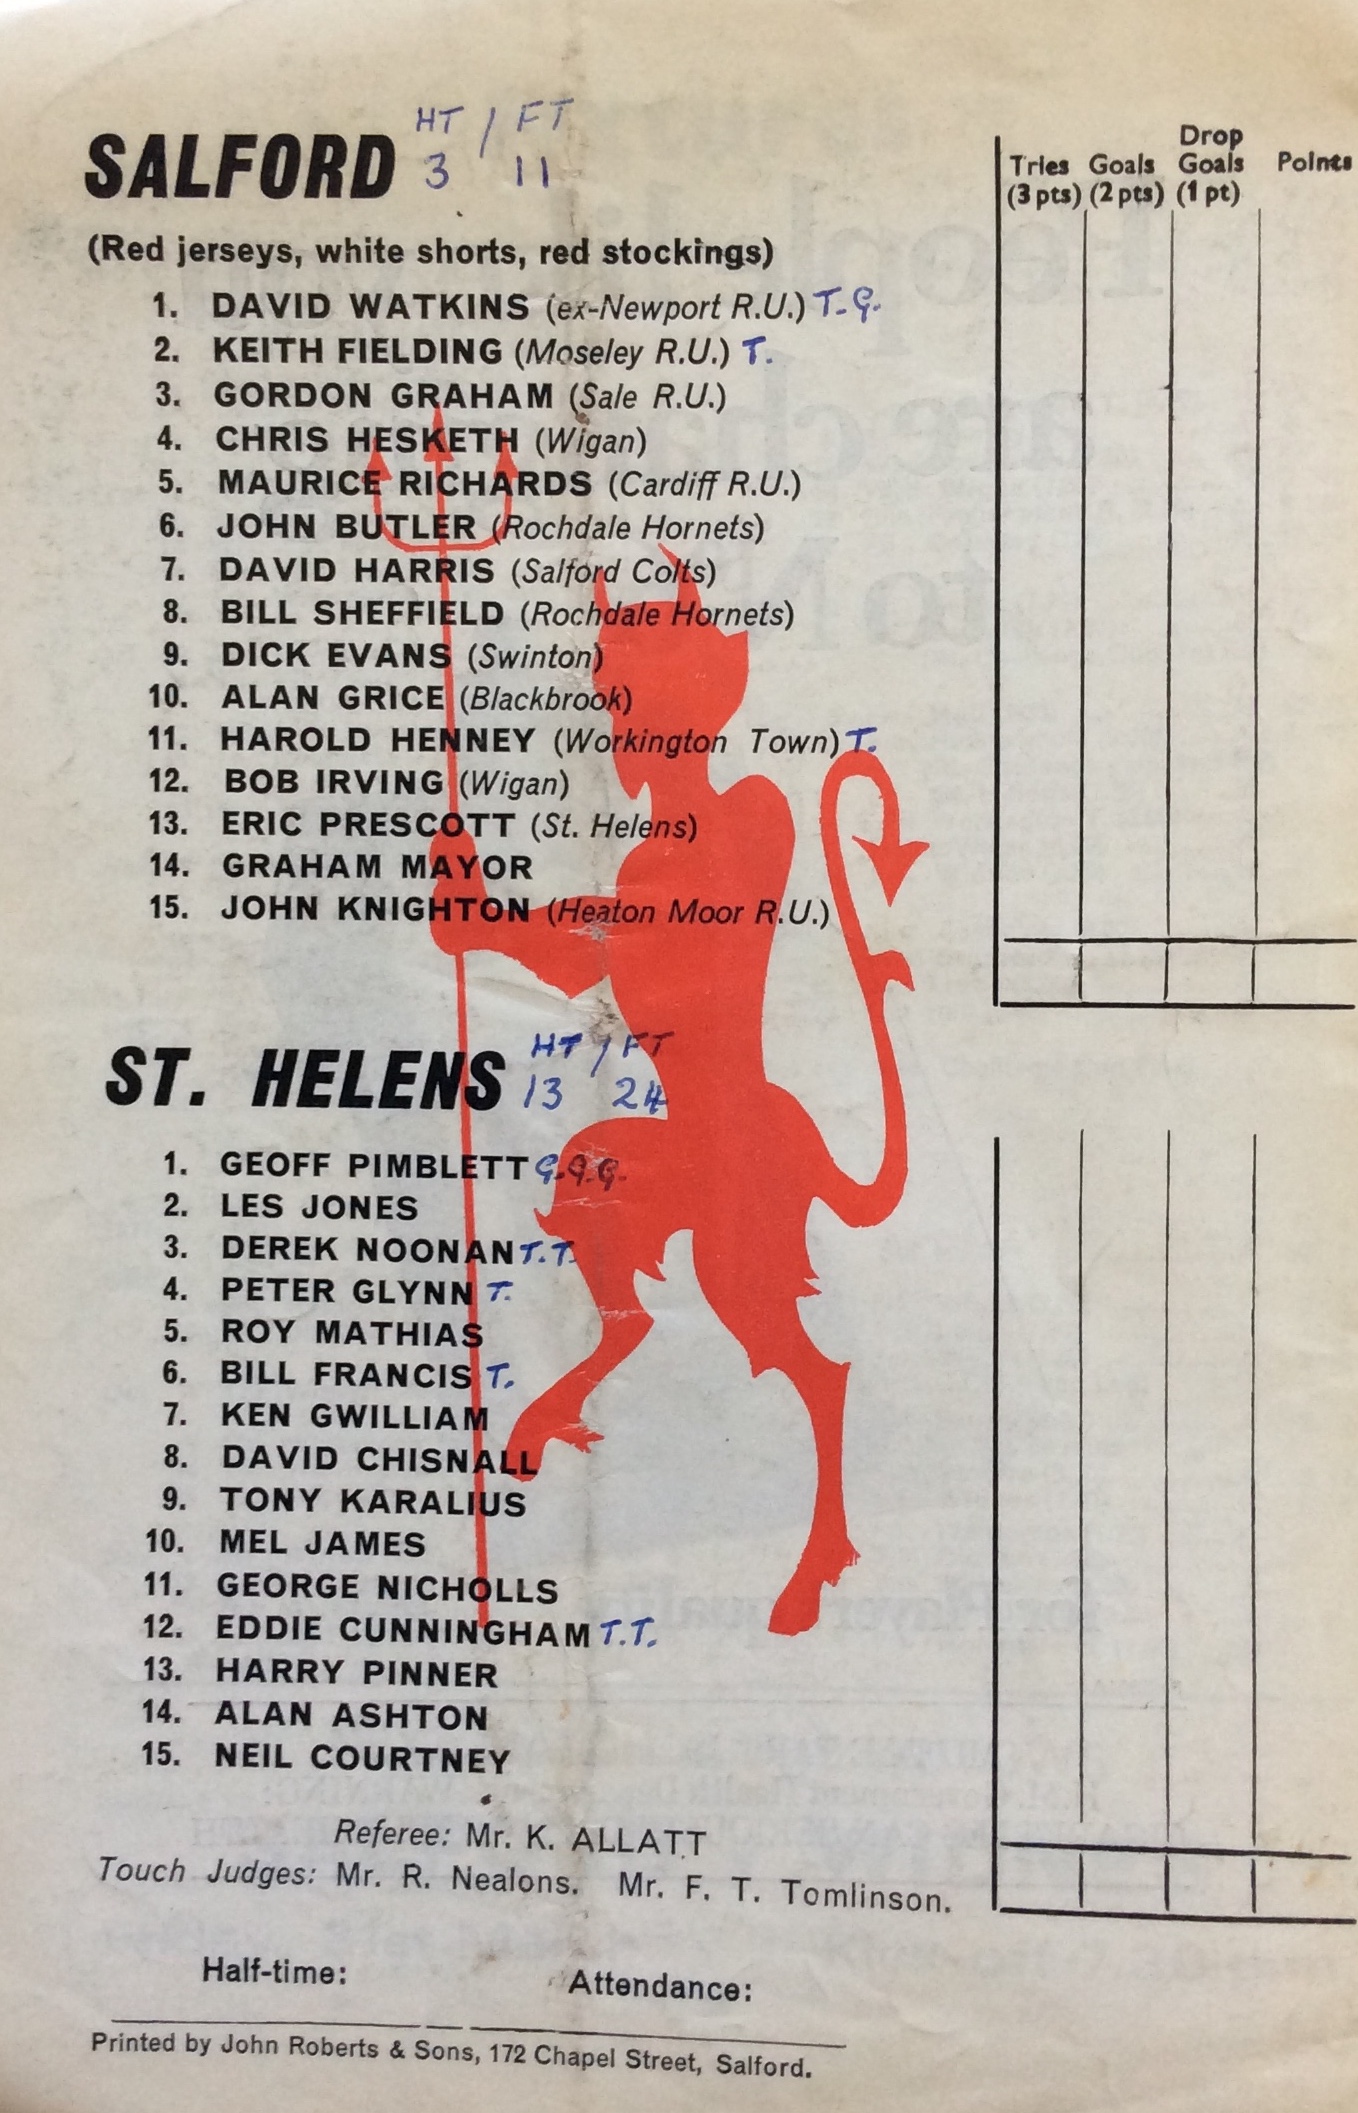 HT / FT
SALFORD 3 11
Drop
Tries Goals Goals Points
(3 pts) (2 pts) (1 pt)
(Red jerseys, white shorts, red stockings)
1. DAVID WATKINS (ex-Newport R.U.) T.G.
2. KEITH FIELDING (Moseley R.U.) T.
3. GORDON GRAHAM (Sale R.U.)
4. CHRIS HESKETH (Wigan)
5. MAURICE RICHARDS (Cardiff R.U.)
6. JOHN BUTLER (Rochdale Hornets)
7. DAVID HARRIS (Salford Colts)
8. BILL SHEFFIELD (Rochdale Hornets)
9. DICK EVANS (Swinton)
10. ALAN GRICE (Blackbrook)
11. HAROLD HENNEY (Workington Town) T.
12. BOB IRVING (Wigan)
13. ERIC PRESCOTT (St. Helens)
14. GRAHAM MAYOR
15. JOHN KNIGHTON (Heaton Moor R.U.)
HT / FT
ST. HELENS 13 24
1. GEOFF PIMBLETT G.G.G.
2. LES JONES
3. DEREK NOONAN T.T.
4. PETER GLYNN T.
5. ROY MATHIAS
6. BILL FRANCIS T.
7. KEN GWILLIAM
8. DAVID CHISNALL
9. TONY KARALIUS
10. MEL JAMES
11. GEORGE NICHOLLS
12. EDDIE CUNNINGHAM T.T.
13. HARRY PINNER
14. ALAN ASHTON
15. NEIL COURTNEY
Referee: Mr. K. ALLATT
Touch Judges: Mr. R. Nealons. Mr. F. T. Tomlinson.
Half-time: Attendance:
Printed by John Roberts & Sons, 172 Chapel Street, Salford.